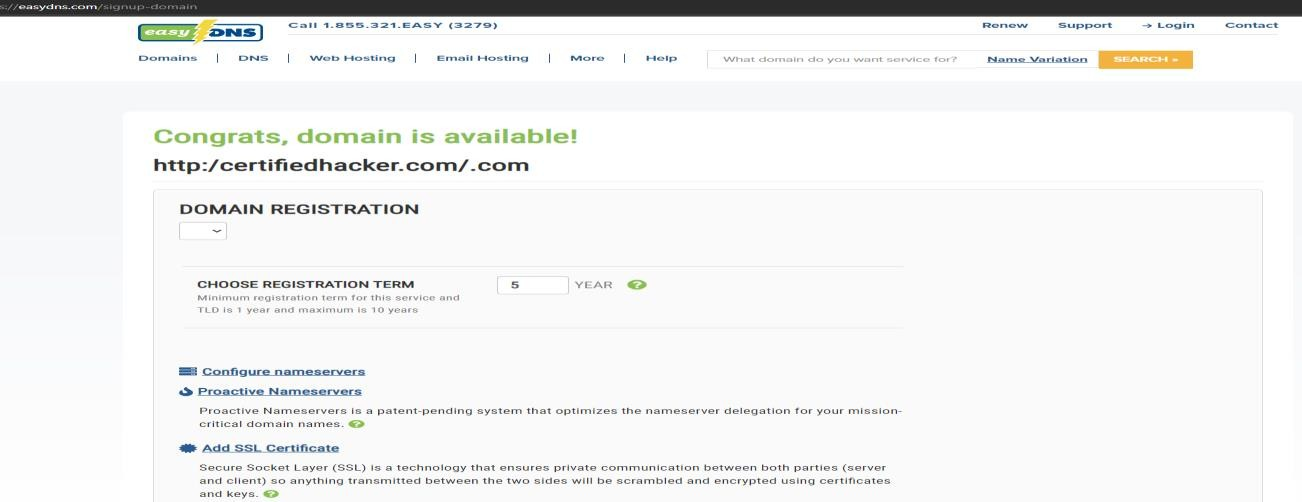 s://easydns.com/signup-domain
easy DNS
Call 1.855.321.EASY (3279)
Renew Support → Login Contact
Domains | DNS | Web Hosting | Email Hosting | More | Help
What domain do you want service for? Name Variation SEARCH »
Congrats, domain is available!
http:/certifiedhacker.com/.com
DOMAIN REGISTRATION
CHOOSE REGISTRATION TERM 5 YEAR ?
Minimum registration term for this service and
TLD is 1 year and maximum is 10 years
Configure nameservers
Proactive Nameservers
Proactive Nameservers is a patent-pending system that optimizes the nameserver delegation for your mission-
critical domain names. ?
Add SSL Certificate
Secure Socket Layer (SSL) is a technology that ensures private communication between both parties (server
and client) so anything transmitted between the two sides will be scrambled and encrypted using certificates
and keys. ?